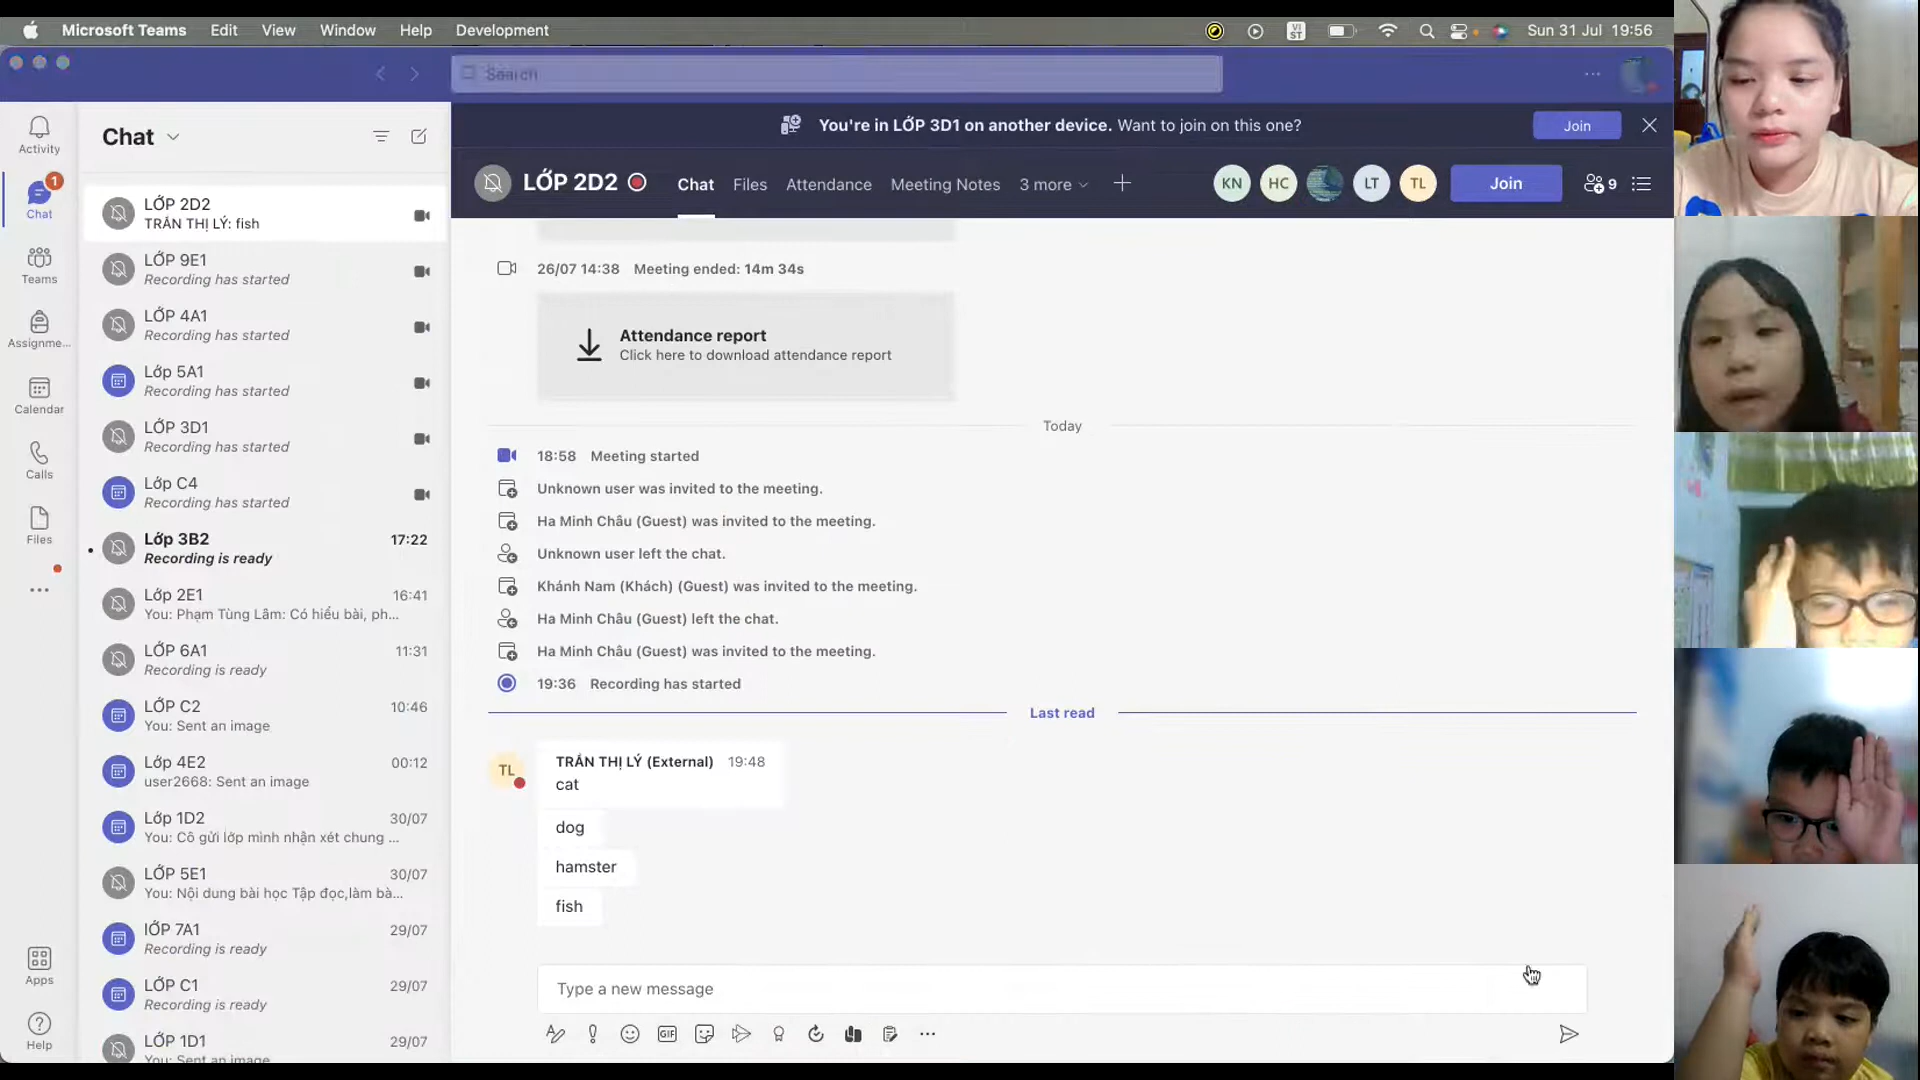 Microsoft Teams Edit View Window Help Development
VI
ST
Sun 31 Jul 19:56
Search
You're in LỚP 3D1 on another device. Want to join on this one?
Join
Activity
1
Chat
Teams
Assignme...
Calendar
Calls
Files
Apps
Help
Chat
LỚP 2D2
TRẦN THỊ LÝ: fish
LỚP 9E1
Recording has started
LỚP 4A1
Recording has started
Lớp 5A1
Recording has started
LỚP 3D1
Recording has started
Lớp C4
Recording has started
Lớp 3B2 17:22
Recording is ready
Lớp 2E1 16:41
You: Phạm Tùng Lâm: Có hiểu bài, ph...
LỚP 6A1 11:31
Recording is ready
LỚP C2 10:46
You: Sent an image
Lớp 4E2 00:12
user2668: Sent an image
Lớp 1D2 30/07
You: Cô gửi lớp mình nhận xét chung ...
LỚP 5E1 30/07
You: Nội dung bài học Tập đọc,làm bà...
lỚP 7A1 29/07
Recording is ready
LỚP C1 29/07
Recording is ready
LỚP 1D1 29/07
You: Sent an image
LỚP 2D2 Chat Files Attendance Meeting Notes 3 more
KN HC LT TL Join 9
26/07 14:38 Meeting ended: 14m 34s
Attendance report
Click here to download attendance report
Today
18:58 Meeting started
Unknown user was invited to the meeting.
Ha Minh Châu (Guest) was invited to the meeting.
Unknown user left the chat.
Khánh Nam (Khách) (Guest) was invited to the meeting.
Ha Minh Châu (Guest) left the chat.
Ha Minh Châu (Guest) was invited to the meeting.
19:36 Recording has started
Last read
TL
TRẦN THỊ LÝ (External) 19:48
cat
dog
hamster
fish
Type a new message
GIF